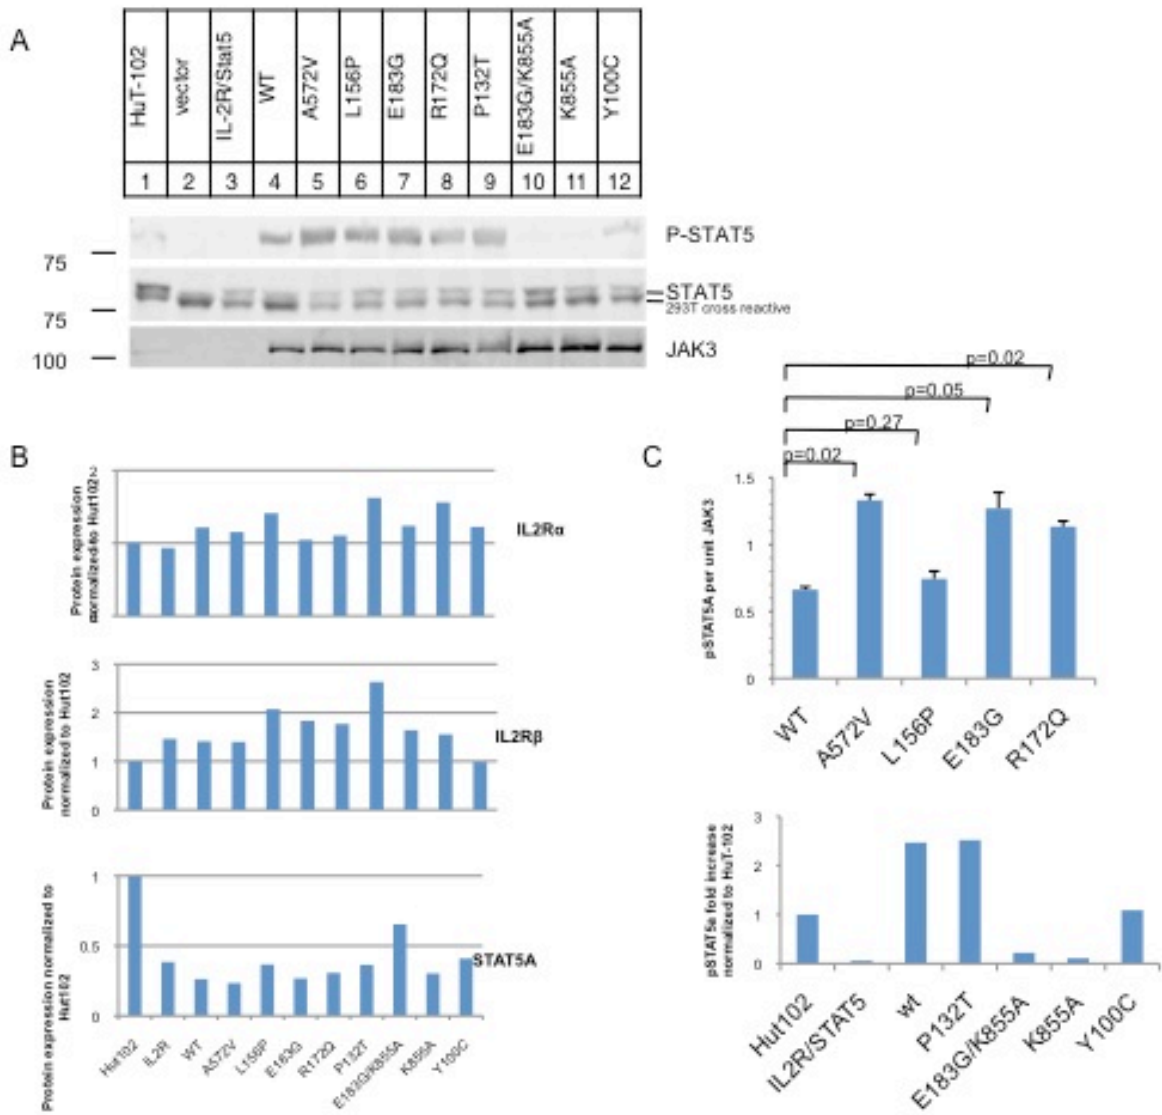 A
HuT-102
vector
IL-2R/Stat5
WT
A572V
L156P
E183G
R172Q
P132T
E183G/K855A
K855A
Y100C
1 2 3 4 5 6 7 8 9 10 11 12
P-STAT5
75
STAT5
293T cross reactive
75
JAK3
100
B
Protein expression
normalized to Hut102
2
IL2Rα
Protein expression
normalized to Hut102
3
2
1
0
IL2Rβ
Protein expression normalized to
Hut102
1
0.5
0
STAT5A
Hut102
IL2R
WT
A572V
L156P
E183G
R172Q
P132T
E183G/K855A
K855A
Y100C
C
p=0.02
p=0.05
p=0.27
p=0.02
pSTAT5A per unit JAK3
1.5
1
0.5
0
WT
A572V
L156P
E183G
R172Q
pSTAT5a fold increase
normalized to HuT-102
3
2
1
0
Hut102
IL2R/STAT5
wt
P132T
E183G/K855A
K855A
Y100C